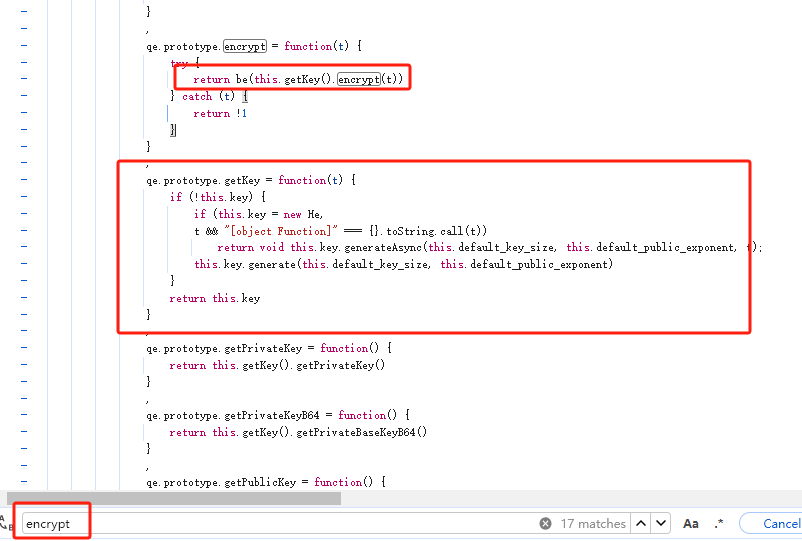 }
,
qe.prototype.encrypt = function(t) {
try {
return be(this.getKey().encrypt(t))
} catch (t) {
return !1
}
}
,
qe.prototype.getKey = function(t) {
if (!this.key) {
if (this.key = new He,
t && "[object Function]" === {}.toString.call(t))
return void this.key.generateAsync(this.default_key_size, this.default_public_exponent, t);
this.key.generate(this.default_key_size, this.default_public_exponent)
}
return this.key
}
,
qe.prototype.getPrivateKey = function() {
return this.getKey().getPrivateKey()
}
,
qe.prototype.getPrivateKeyB64 = function() {
return this.getKey().getPrivateBaseKeyB64()
}
,
qe.prototype.getPublicKey = function() {
encrypt 17 matches Aa .* Cancel